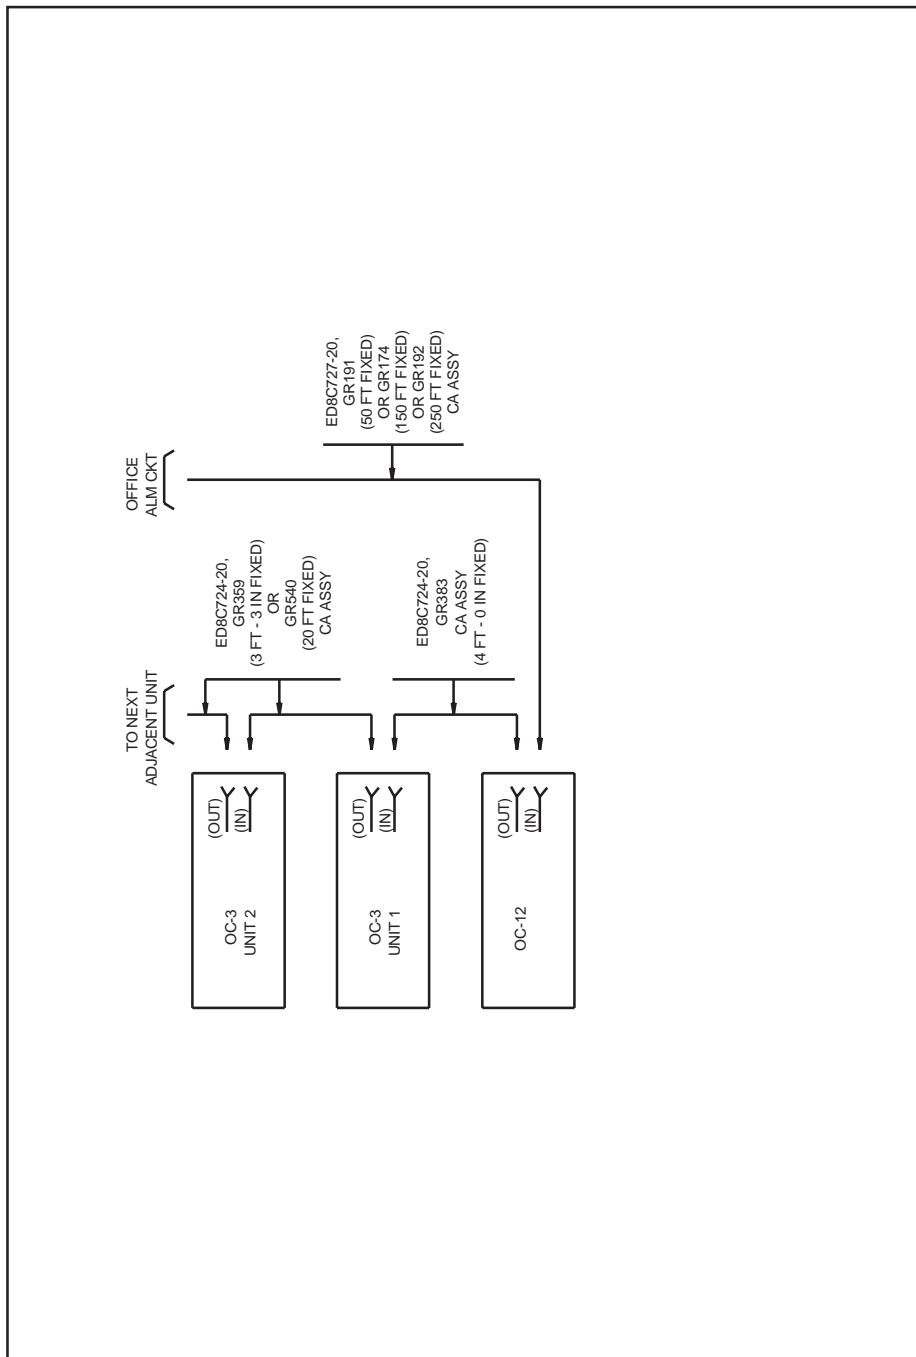 OFFICE
ALM CKT
ED8C727-20,
GR191
(50 FT FIXED)
OR GR174
(150 FT FIXED)
OR GR192
(250 FT FIXED)
CA ASSY
TO NEXT
ADJACENT UNIT
ED8C724-20,
GR359
(3 FT - 3 IN FIXED)
OR
GR540
(20 FT FIXED)
CA ASSY
ED8C724-20,
GR383
CA ASSY
(4 FT - 0 IN FIXED)
(OUT)
(IN)
OC-3
UNIT 2
(OUT)
(IN)
OC-3
UNIT 1
(OUT)
(IN)
OC-12